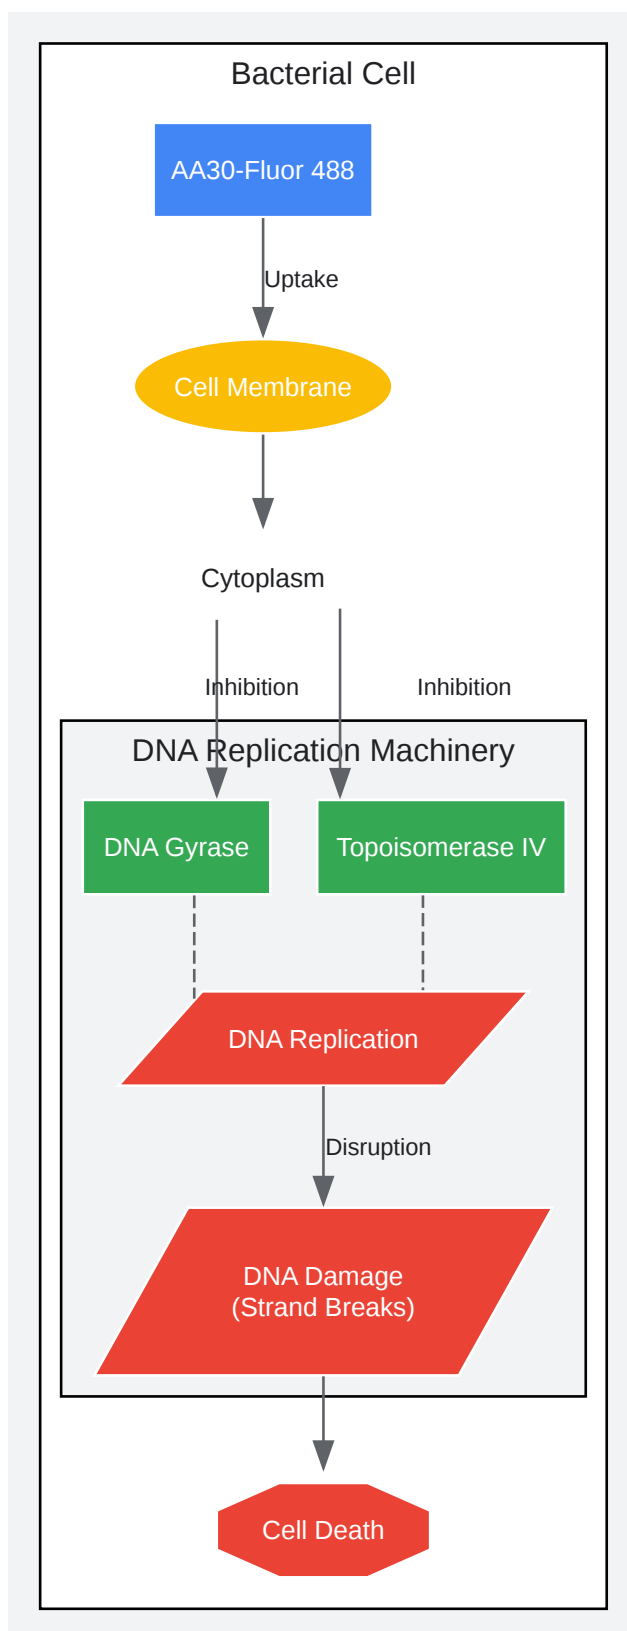 Bacterial Cell
AA30-Fluor 488
Uptake
Cell Membrane
Cytoplasm
Inhibition
Inhibition
DNA Replication Machinery
DNA Gyrase
Topoisomerase IV
DNA Replication
Disruption
DNA Damage
(Strand Breaks)
Cell Death